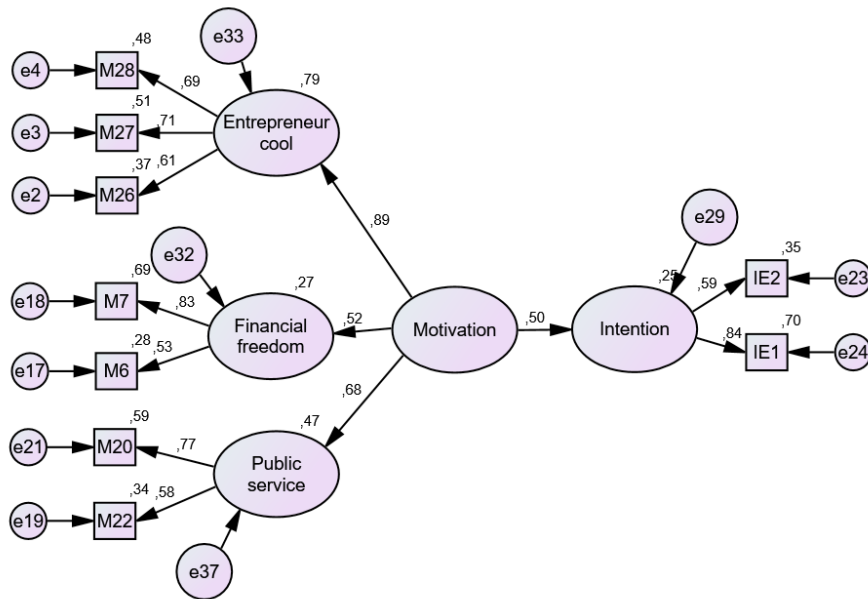 e33
,48
,79
e4
M28
,69
,51
Entrepreneur
cool
e3
M27
,71
,37
,61
e2
M26
,89
e29
e32
,69
,27
,25
,35
,59
IE2
e23
e18
M7
,83
Financial
freedom
,52
Motivation
,50
Intention
,28
,53
,84
,70
e17
M6
IE1
e24
,68
,59
,47
e21
M20
,77
Public
service
,34
,58
e19
M22
e37